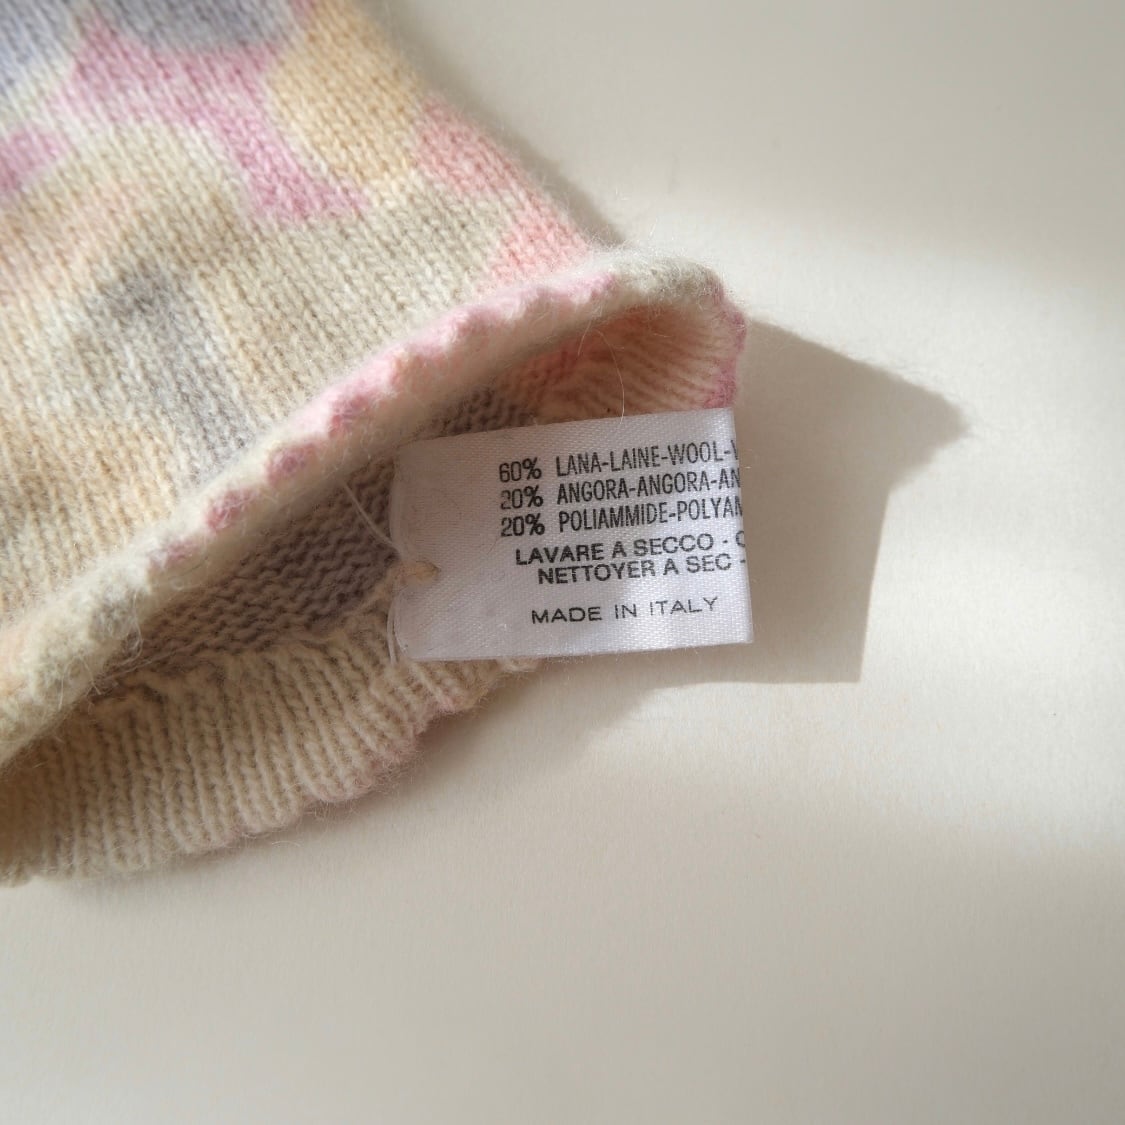 60% LANA-LAINE-WOOL-
20% ANGORA-ANGORA-AN
20% POLIAMMIDE-POLYAM
LAVARE A SECCO -
NETTOYER A SEC -
MADE IN ITALY